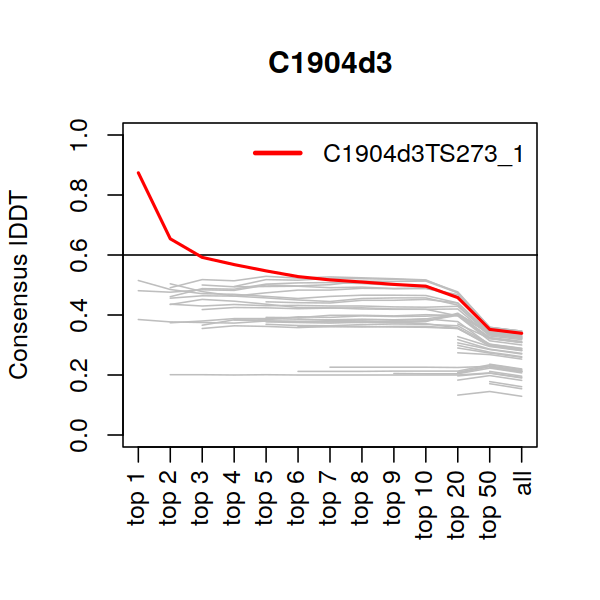 C1904d3
C1904d3TS273_1
Consensus lDDT
1.0
0.8
0.6
0.4
0.2
0.0
top 1
top 2
top 3
top 4
top 5
top 6
top 7
top 8
top 9
top 10
top 20
top 50
all